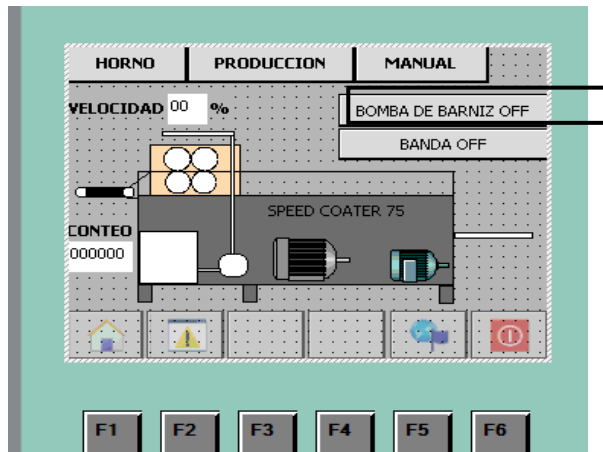 HORNO PRODUCCION MANUAL
VELOCIDAD 00 %
BOMBA DE BARNIZ OFF
BANDA OFF
SPEED COATER 75
CONTEO
000000
F1 F2 F3 F4 F5 F6